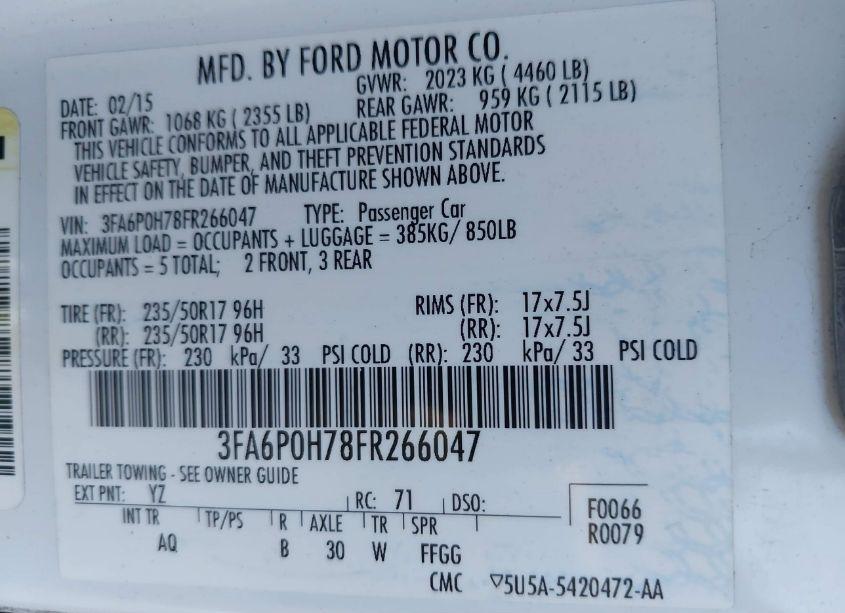 MFD. BY FORD MOTOR CO.
DATE: 02/15 GVWR: 2023 KG ( 4460 LB)
FRONT GAWR: 1068 KG ( 2355 LB) REAR GAWR: 959 KG ( 2115 LB)
THIS VEHICLE CONFORMS TO ALL APPLICABLE FEDERAL MOTOR
VEHICLE SAFETY, BUMPER, AND THEFT PREVENTION STANDARDS
IN EFFECT ON THE DATE OF MANUFACTURE SHOWN ABOVE.
VIN: 3FA6P0H78FR266047 TYPE: Passenger Car
MAXIMUM LOAD = OCCUPANTS + LUGGAGE = 385KG/ 850LB
OCCUPANTS = 5 TOTAL; 2 FRONT, 3 REAR
TIRE (FR): 235/50R17 96H RIMS (FR): 17x7.5J
(RR): 235/50R17 96H (RR): 17x7.5J
PRESSURE (FR): 230 kPa/ 33 PSI COLD (RR): 230 kPa/ 33 PSI COLD
3FA6P0H78FR266047
TRAILER TOWING - SEE OWNER GUIDE
EXT PNT: YZ RC: 71 DSO: F0066
R0079
INT TR TP/PS R AXLE TR SPR
AQ B 30 W FFGG
CMC ▽5U5A-5420472-AA